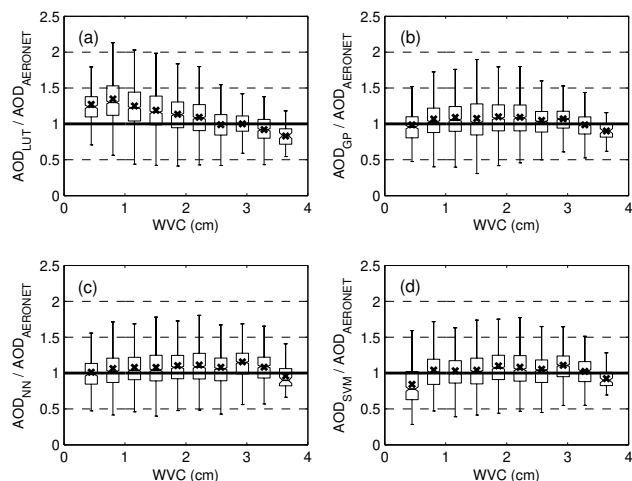 (a)
AOD_LUT / AOD_AERONET
2.5
2
1.5
1
0.5
0
0 1 2 3 4
WVC (cm)
(b)
AOD_GP / AOD_AERONET
2.5
2
1.5
1
0.5
0
0 1 2 3 4
WVC (cm)
(c)
AOD_NN / AOD_AERONET
2.5
2
1.5
1
0.5
0
0 1 2 3 4
WVC (cm)
(d)
AOD_SVM / AOD_AERONET
2.5
2
1.5
1
0.5
0
0 1 2 3 4
WVC (cm)